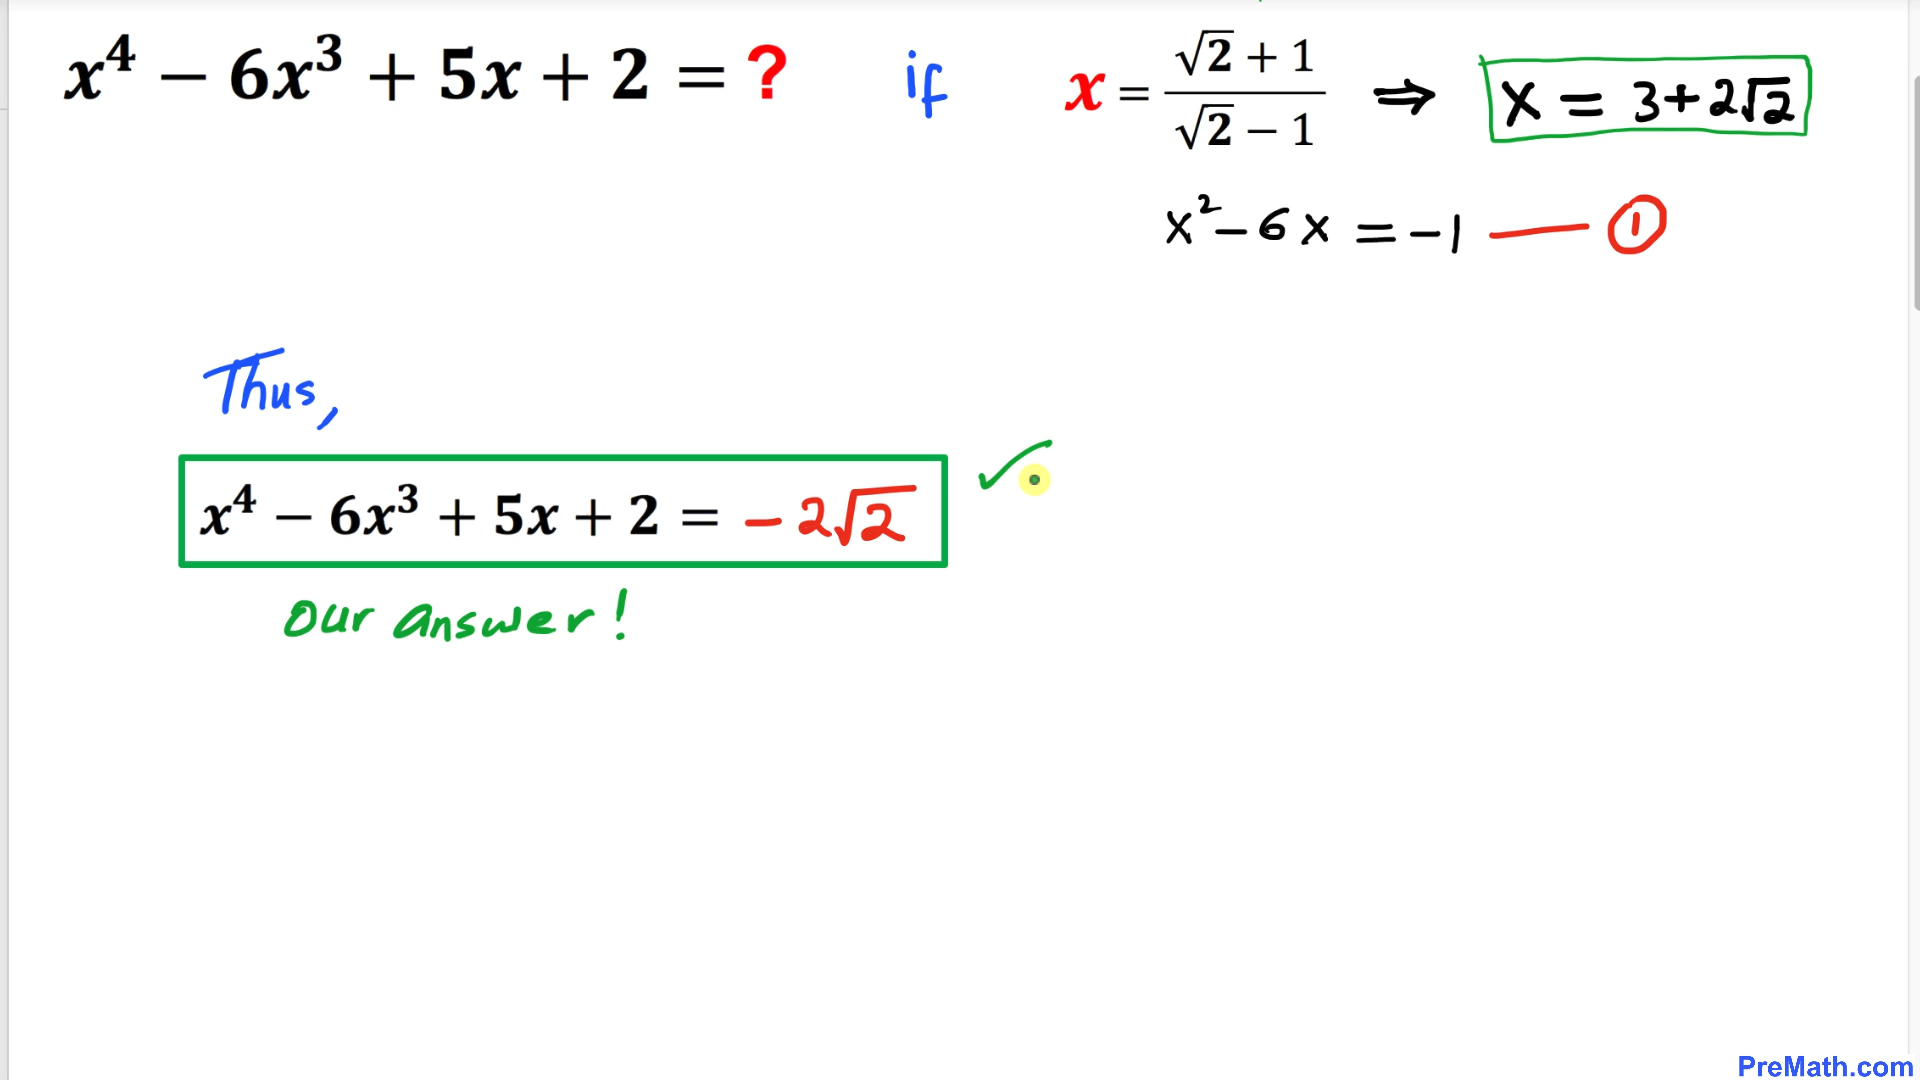 x⁴ − 6x³ + 5x + 2 = ? if x = (√2 + 1)/(√2 − 1) ⇒ x = 3+2√2
x² − 6x = −1 —— ①
Thus,
x⁴ − 6x³ + 5x + 2 = − 2√2 ✓
our answer!
PreMath.com